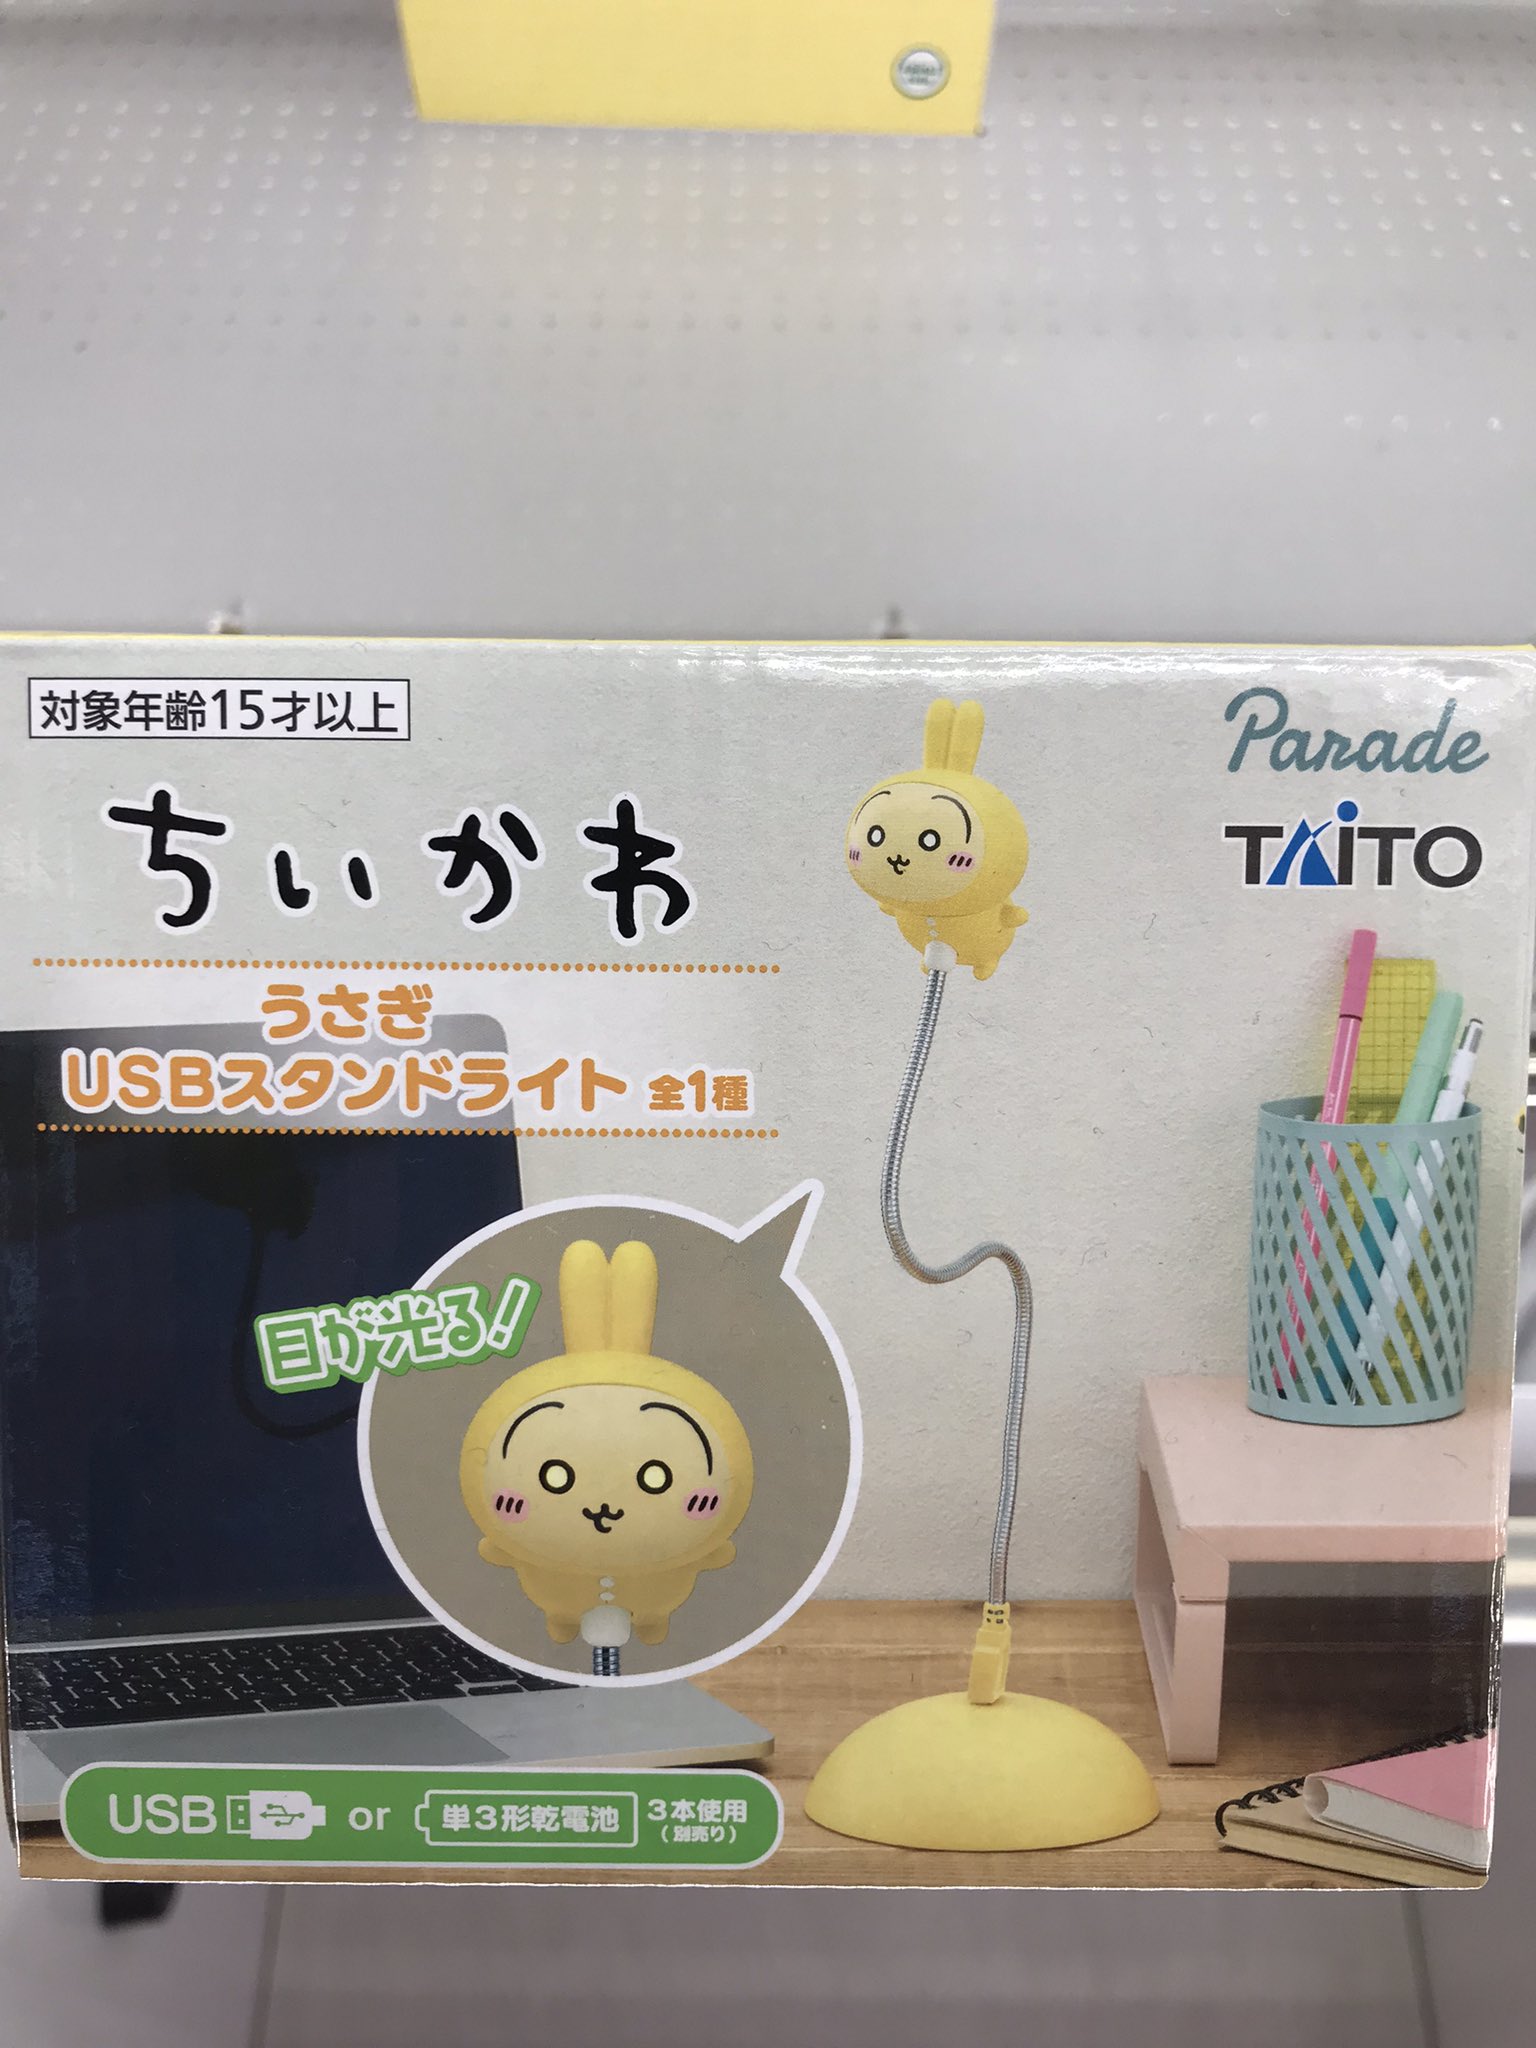 対象年齢15才以上
Parade
TAITO
ちいかわ
うさぎ
USBスタンドライト 全1種
目が光る!
USB or 単3形乾電池 3本使用
(別売り)